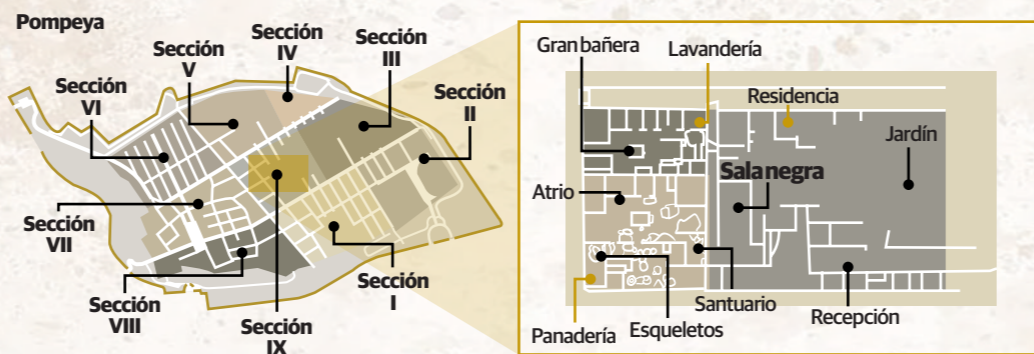 Pompeya
Sección
IV
Sección
III
Sección
V
Sección
VI
Sección
II
Sección
VII
Sección
VIII
Sección
IX
Sección
I
Gran bañera
Lavandería
Residencia
Jardín
Sala negra
Atrio
Santuario
Recepción
Esqueletos
Panadería